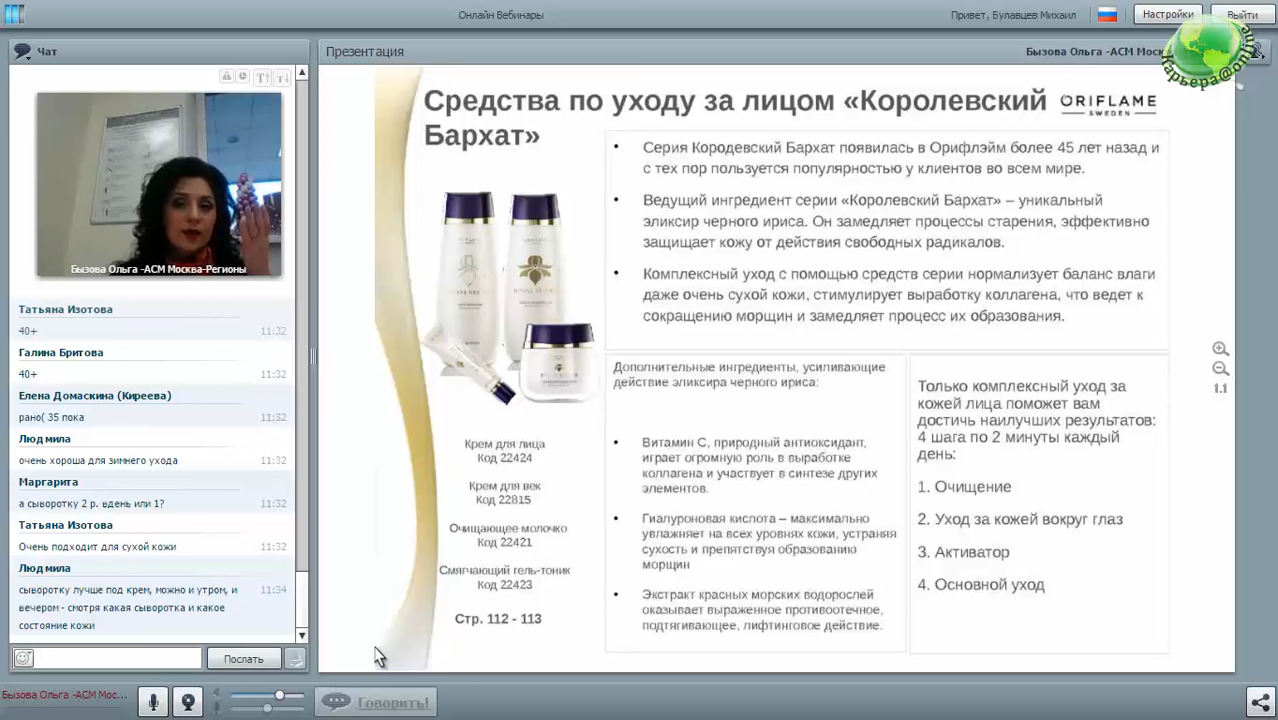 Онлайн Вебинары
Привет, Булавцев Михаил
Настройки
Выйти
Карьера@online
Чат
Бызова Ольга -АСМ Москва-Регионы
Татьяна Изотова
40+ 11:32
Галина Бритова
40+ 11:32
Елена Домаскина (Киреева)
рано( 35 пока 11:32
Людмила
очень хороша для зимнего ухода 11:32
Маргарита
а сыворотку 2 р. вдень или 1? 11:32
Татьяна Изотова
Очень подходит для сухой кожи 11:32
Людмила
сыворотку лучше под крем, можно и утром, и 11:34
вечером - смотря какая сыворотка и какое
состояние кожи
Послать
Бызова Ольга -АСМ Мос...
Говорить!
Презентация
Бызова Ольга -АСМ Моск
Средства по уходу за лицом «Королевский
Бархат»
ORIFLAME
SWEDEN
• Серия Кородевский Бархат появилась в Орифлэйм более 45 лет назад и
с тех пор пользуется популярностью у клиентов во всем мире.
• Ведущий ингредиент серии «Королевский Бархат» – уникальный
эликсир черного ириса. Он замедляет процессы старения, эффективно
защищает кожу от действия свободных радикалов.
• Комплексный уход с помощью средств серии нормализует баланс влаги
даже очень сухой кожи, стимулирует выработку коллагена, что ведет к
сокращению морщин и замедляет процесс их образования.
Крем для лица
Код 22424
Крем для век
Код 22815
Очищающее молочко
Код 22421
Смягчающий гель-тоник
Код 22423
Стр. 112 - 113
Дополнительные ингредиенты, усиливающие
действие эликсира черного ириса:
• Витамин С, природный антиоксидант,
играет огромную роль в выработке
коллагена и участвует в синтезе других
элементов.
• Гиалуроновая кислота – максимально
увлажняет на всех уровнях кожи, устраняя
сухость и препятствуя образованию
морщин
• Экстракт красных морских водорослей
оказывает выраженное противоотечное,
подтягивающее, лифтинговое действие.
Только комплексный уход за
кожей лица поможет вам
достичь наилучших результатов:
4 шага по 2 минуты каждый
день:
1. Очищение
2. Уход за кожей вокруг глаз
3. Активатор
4. Основной уход
1.1